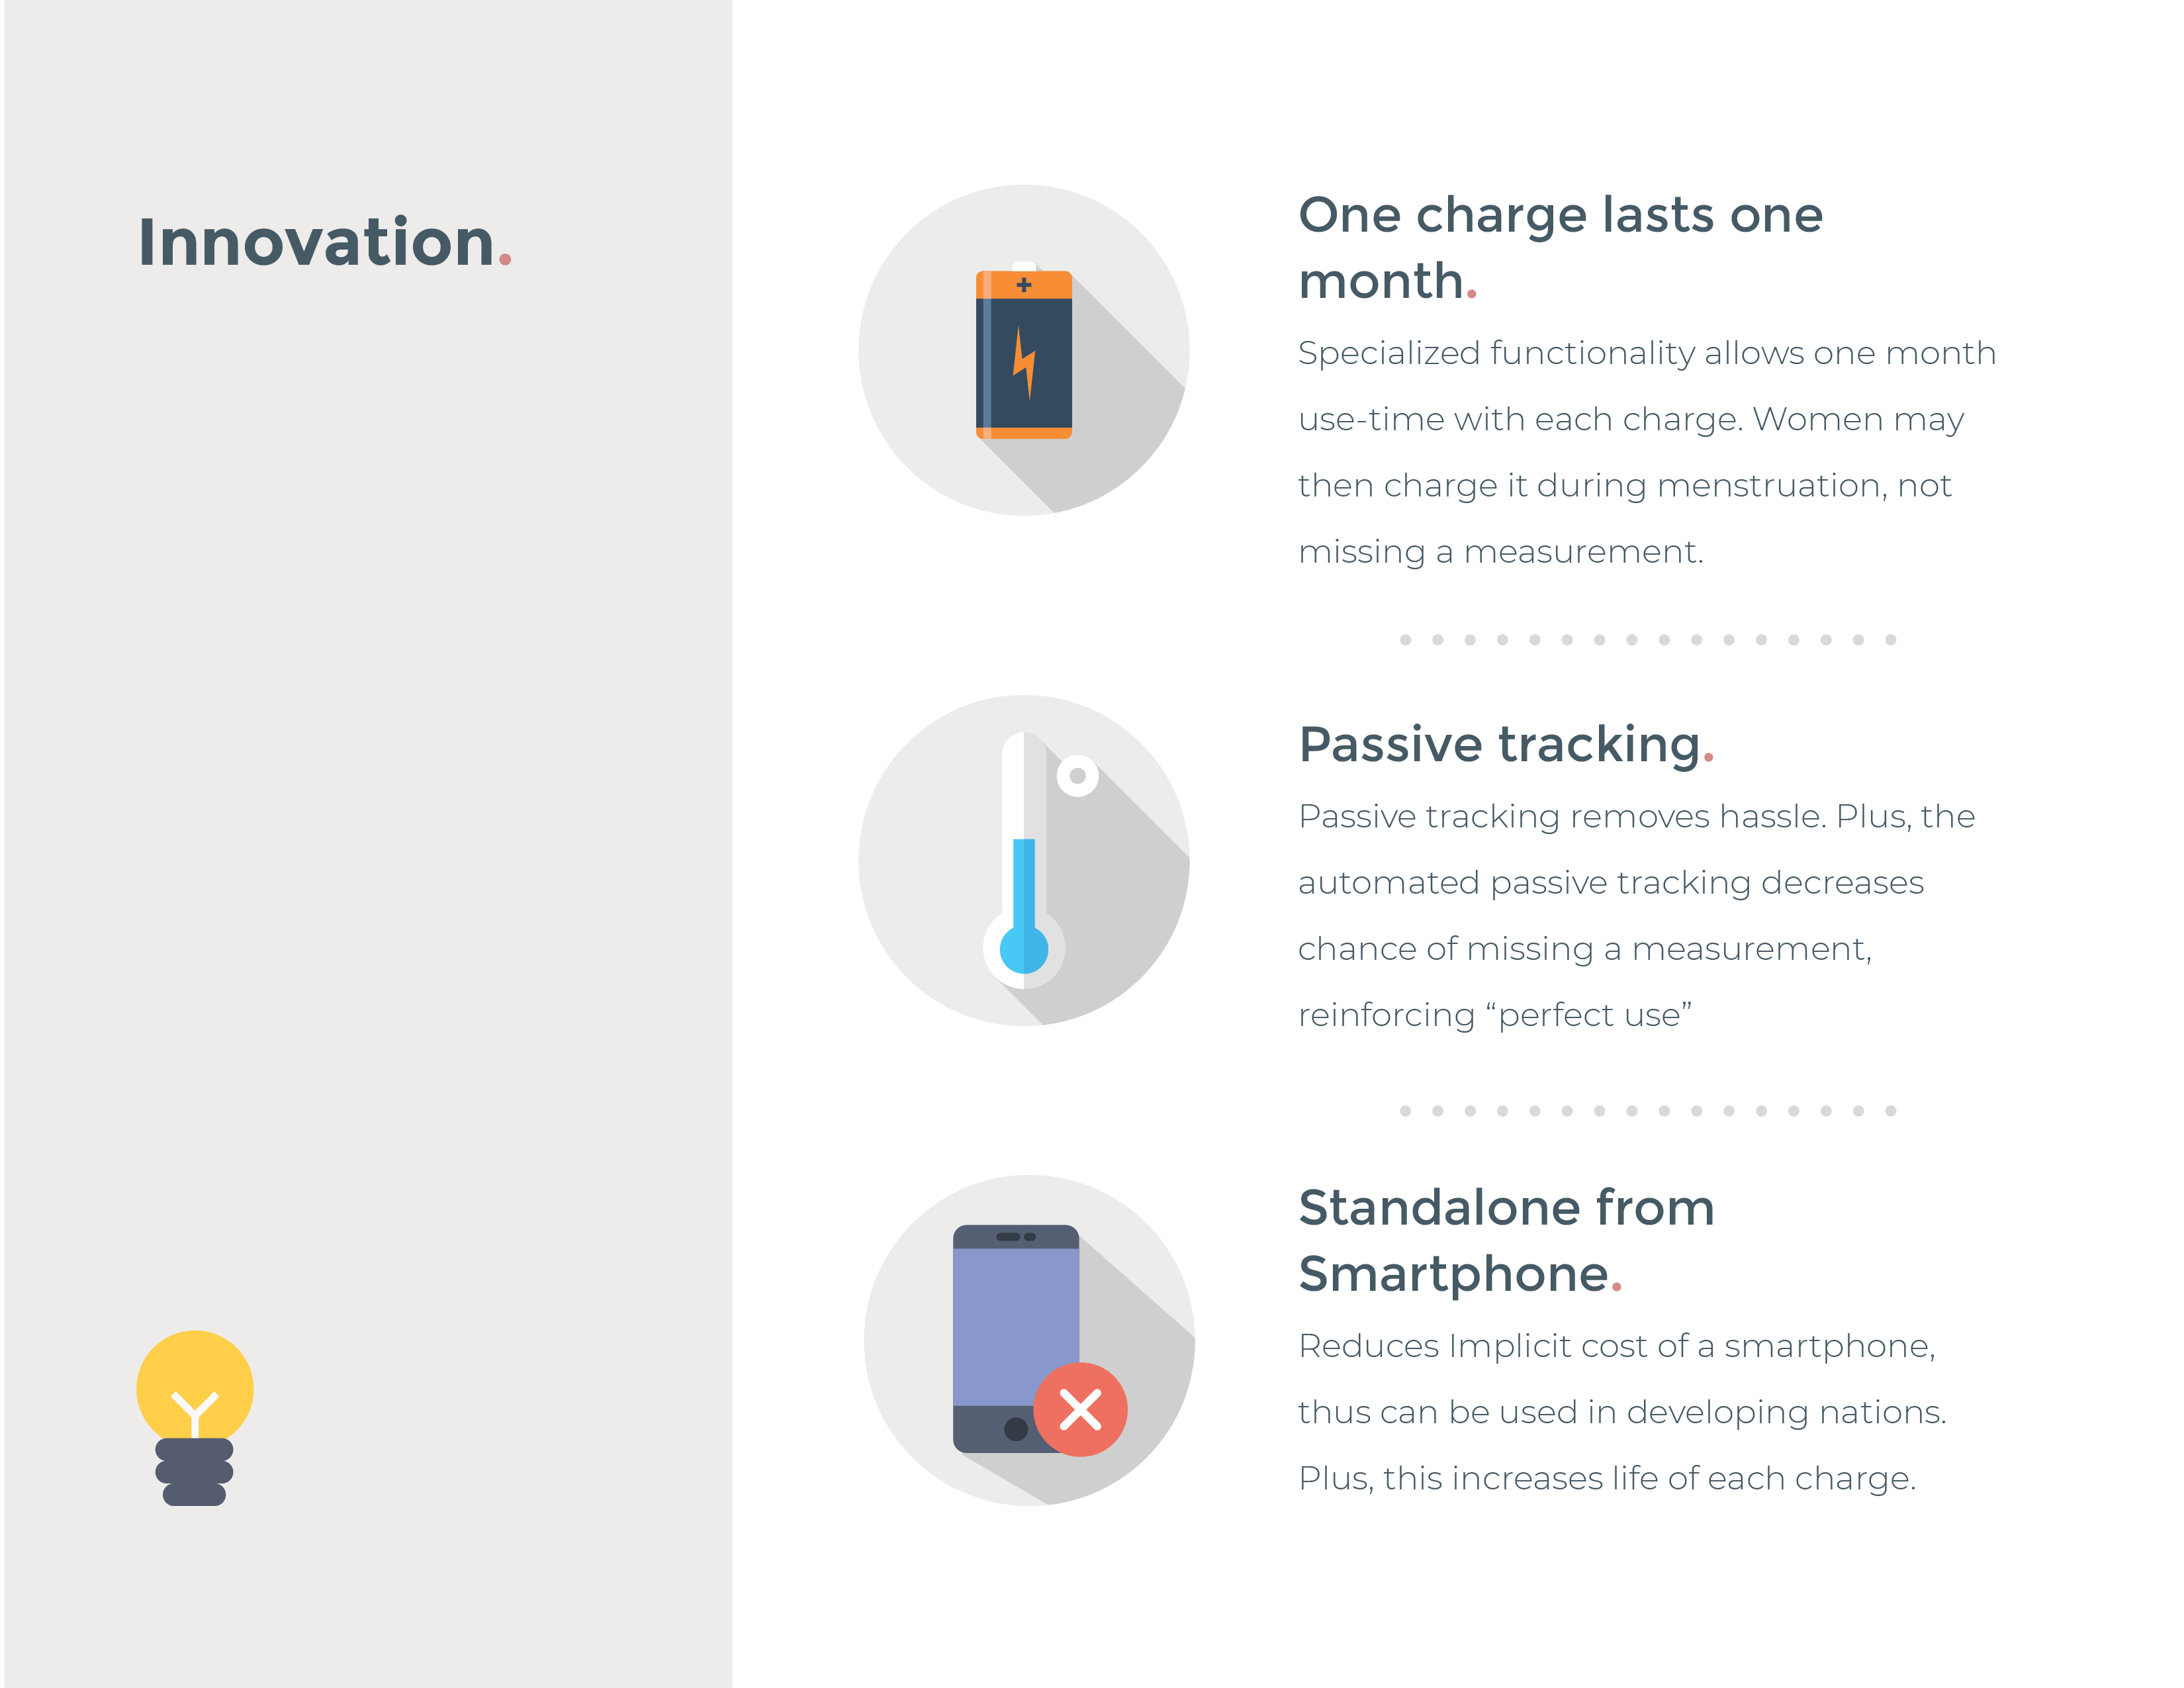 Innovation.
One charge lasts one
month.
Specialized functionality allows one month
use-time with each charge. Women may
then charge it during menstruation, not
missing a measurement.
Passive tracking.
Passive tracking removes hassle. Plus, the
automated passive tracking decreases
chance of missing a measurement,
reinforcing “perfect use”
Standalone from
Smartphone.
Reduces Implicit cost of a smartphone,
thus can be used in developing nations.
Plus, this increases life of each charge.